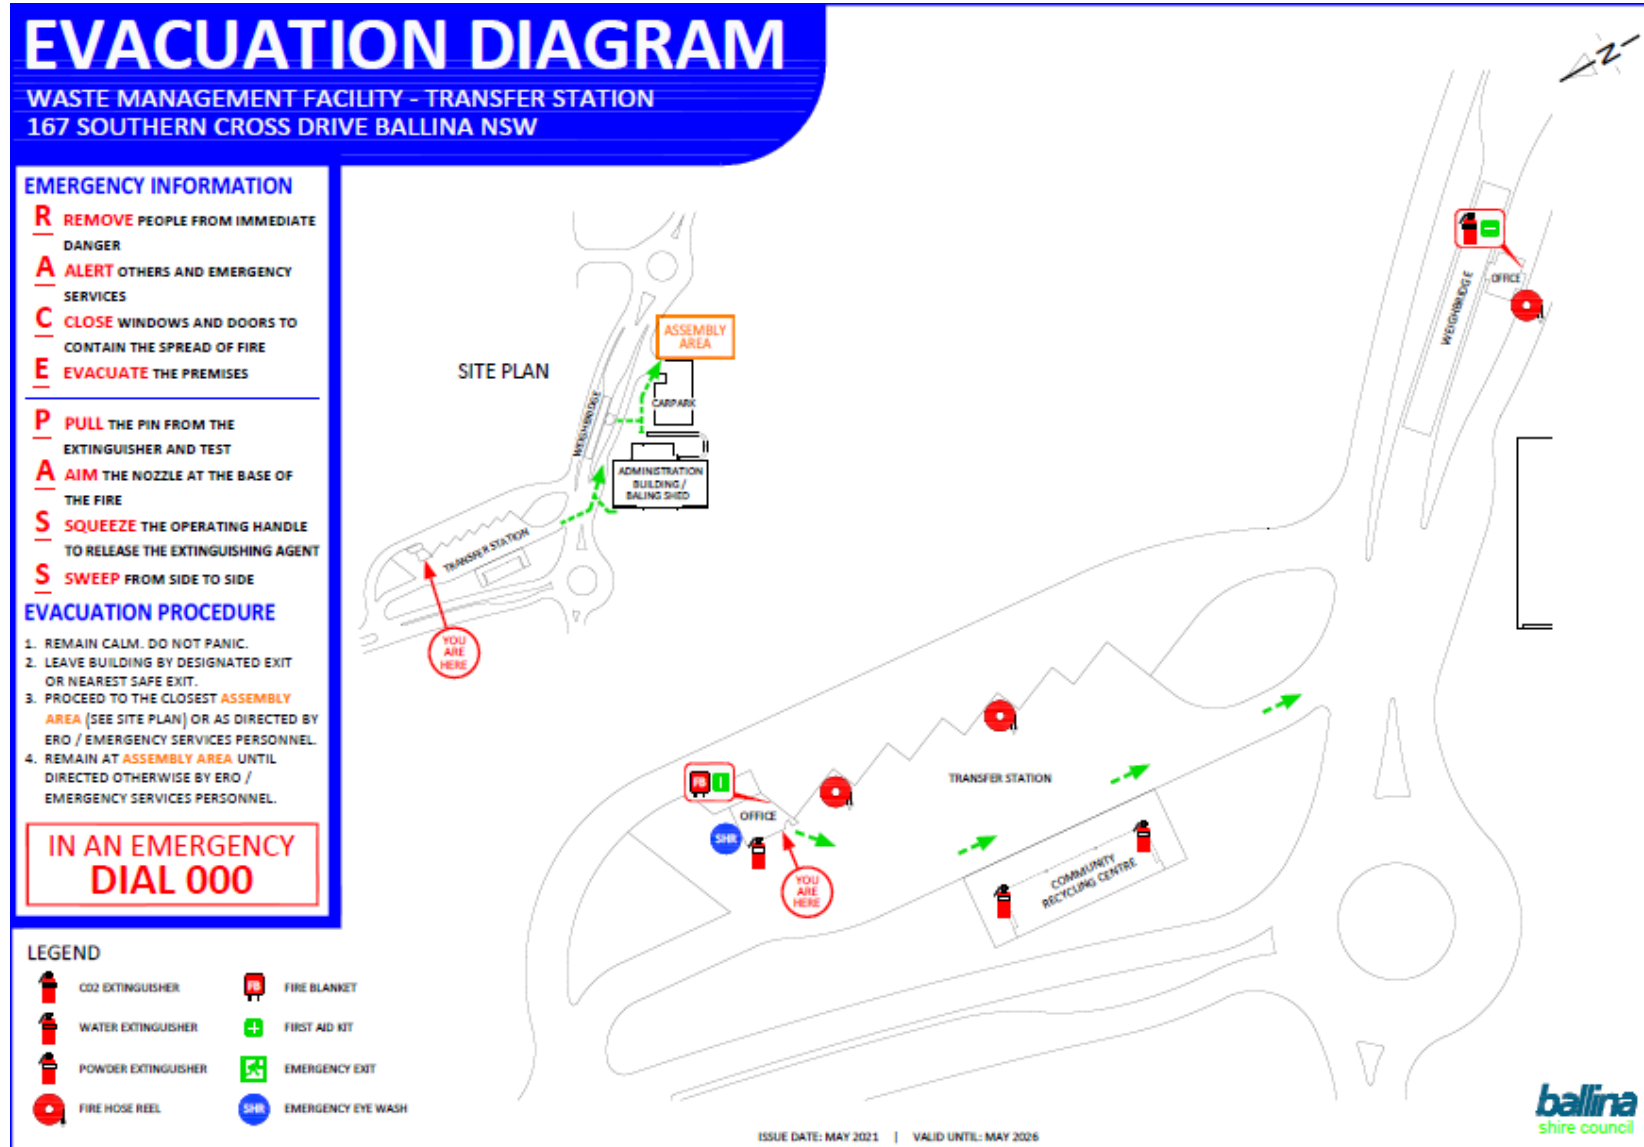 EVACUATION DIAGRAM
WASTE MANAGEMENT FACILITY - TRANSFER STATION
167 SOUTHERN CROSS DRIVE BALLINA NSW
EMERGENCY INFORMATION
R REMOVE PEOPLE FROM IMMEDIATE
DANGER
A ALERT OTHERS AND EMERGENCY
SERVICES
C CLOSE WINDOWS AND DOORS TO
CONTAIN THE SPREAD OF FIRE
E EVACUATE THE PREMISES
P PULL THE PIN FROM THE
EXTINGUISHER AND TEST
A AIM THE NOZZLE AT THE BASE OF
THE FIRE
S SQUEEZE THE OPERATING HANDLE
TO RELEASE THE EXTINGUISHING AGENT
S SWEEP FROM SIDE TO SIDE
EVACUATION PROCEDURE
1. REMAIN CALM. DO NOT PANIC.
2. LEAVE BUILDING BY DESIGNATED EXIT
OR NEAREST SAFE EXIT.
3. PROCEED TO THE CLOSEST ASSEMBLY
AREA (SEE SITE PLAN) OR AS DIRECTED BY
ERO / EMERGENCY SERVICES PERSONNEL.
4. REMAIN AT ASSEMBLY AREA UNTIL
DIRECTED OTHERWISE BY ERO /
EMERGENCY SERVICES PERSONNEL.
IN AN EMERGENCY
DIAL 000
LEGEND
CO2 EXTINGUISHER
WATER EXTINGUISHER
POWDER EXTINGUISHER
FIRE HOSE REEL
FB FIRE BLANKET
FIRST AID KIT
EMERGENCY EXIT
SHR EMERGENCY EYE WASH
SITE PLAN
ASSEMBLY
AREA
CARPARK
WEIGHBRIDGE
ADMINISTRATION
BUILDING /
BALING SHED
TRANSFER STATION
YOU
ARE
HERE
N
WEIGHBRIDGE
OFFICE
TRANSFER STATION
FB
OFFICE
SHR
YOU
ARE
HERE
COMMUNITY
RECYCLING CENTRE
ballina
shire council
ISSUE DATE: MAY 2021 | VALID UNTIL: MAY 2026